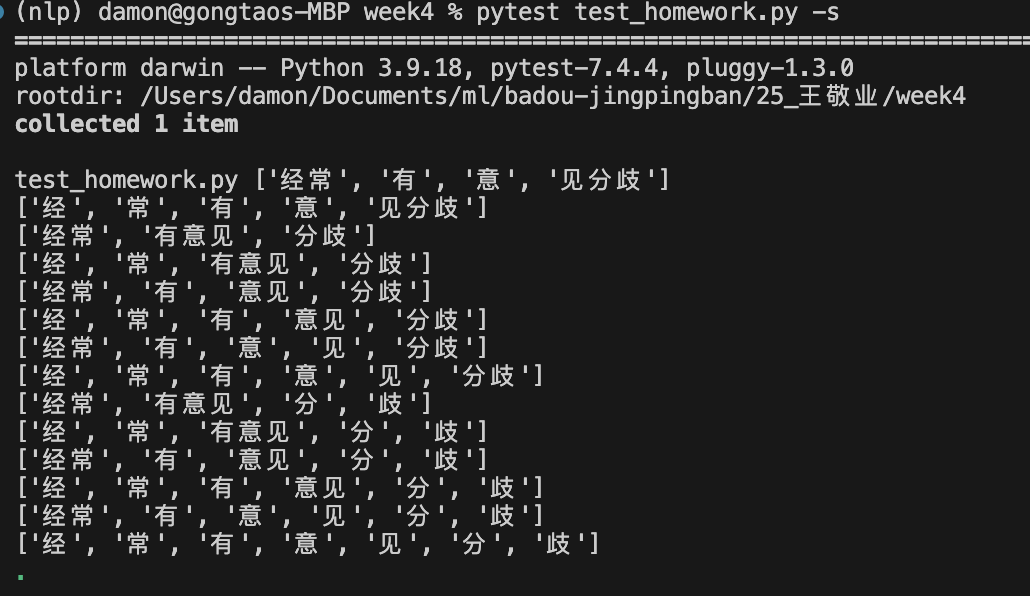 (nlp) damon@gongtaos-MBP week4 % pytest test_homework.py -s
================================================================================
platform darwin -- Python 3.9.18, pytest-7.4.4, pluggy-1.3.0
rootdir: /Users/damon/Documents/ml/badou-jingpingban/25_王敬业/week4
collected 1 item

test_homework.py ['经常', '有', '意', '见分歧']
['经', '常', '有', '意', '见分歧']
['经常', '有意见', '分歧']
['经', '常', '有意见', '分歧']
['经常', '有', '意见', '分歧']
['经', '常', '有', '意见', '分歧']
['经常', '有', '意', '见', '分歧']
['经', '常', '有', '意', '见', '分歧']
['经常', '有意见', '分', '歧']
['经', '常', '有意见', '分', '歧']
['经常', '有', '意见', '分', '歧']
['经', '常', '有', '意见', '分', '歧']
['经常', '有', '意', '见', '分', '歧']
['经', '常', '有', '意', '见', '分', '歧']
.